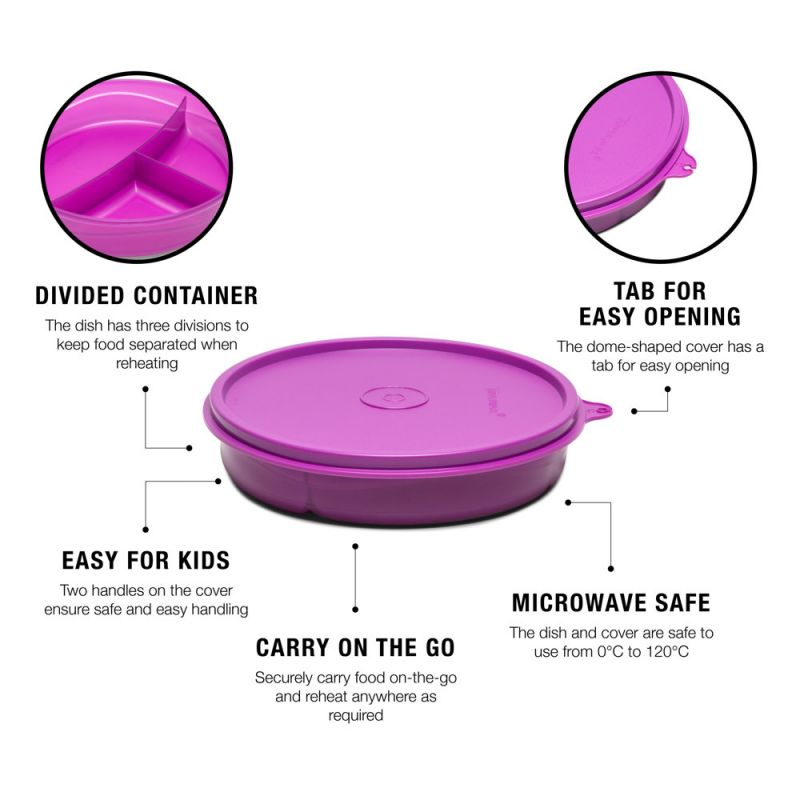 DIVIDED CONTAINER
The dish has three divisions to
keep food separated when
reheating
TAB FOR
EASY OPENING
The dome-shaped cover has a
tab for easy opening
EASY FOR KIDS
Two handles on the cover
ensure safe and easy handling
CARRY ON THE GO
Securely carry food on-the-go
and reheat anywhere as
required
MICROWAVE SAFE
The dish and cover are safe to
use from 0°C to 120°C